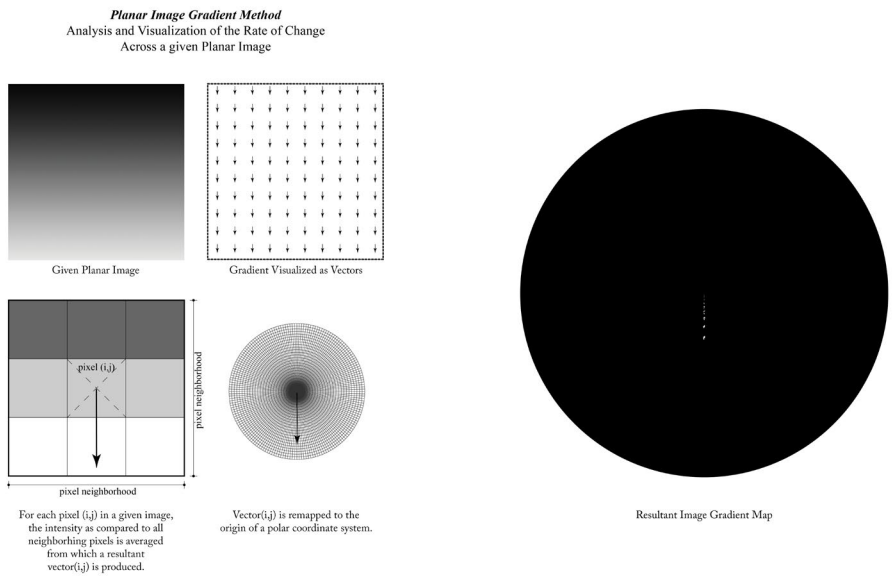 Planar Image Gradient Method
Analysis and Visualization of the Rate of Change
Across a given Planar Image
Given Planar Image
Gradient Visualized as Vectors
pixel (i,j)
pixel neighborhood
pixel neighborhood
For each pixel (i,j) in a given image,
the intensity as compared to all
neighborhing pixels is averaged
from which a resultant
vector(i,j) is produced.
Vector(i,j) is remapped to the
origin of a polar coordinate system.
Resultant Image Gradient Map